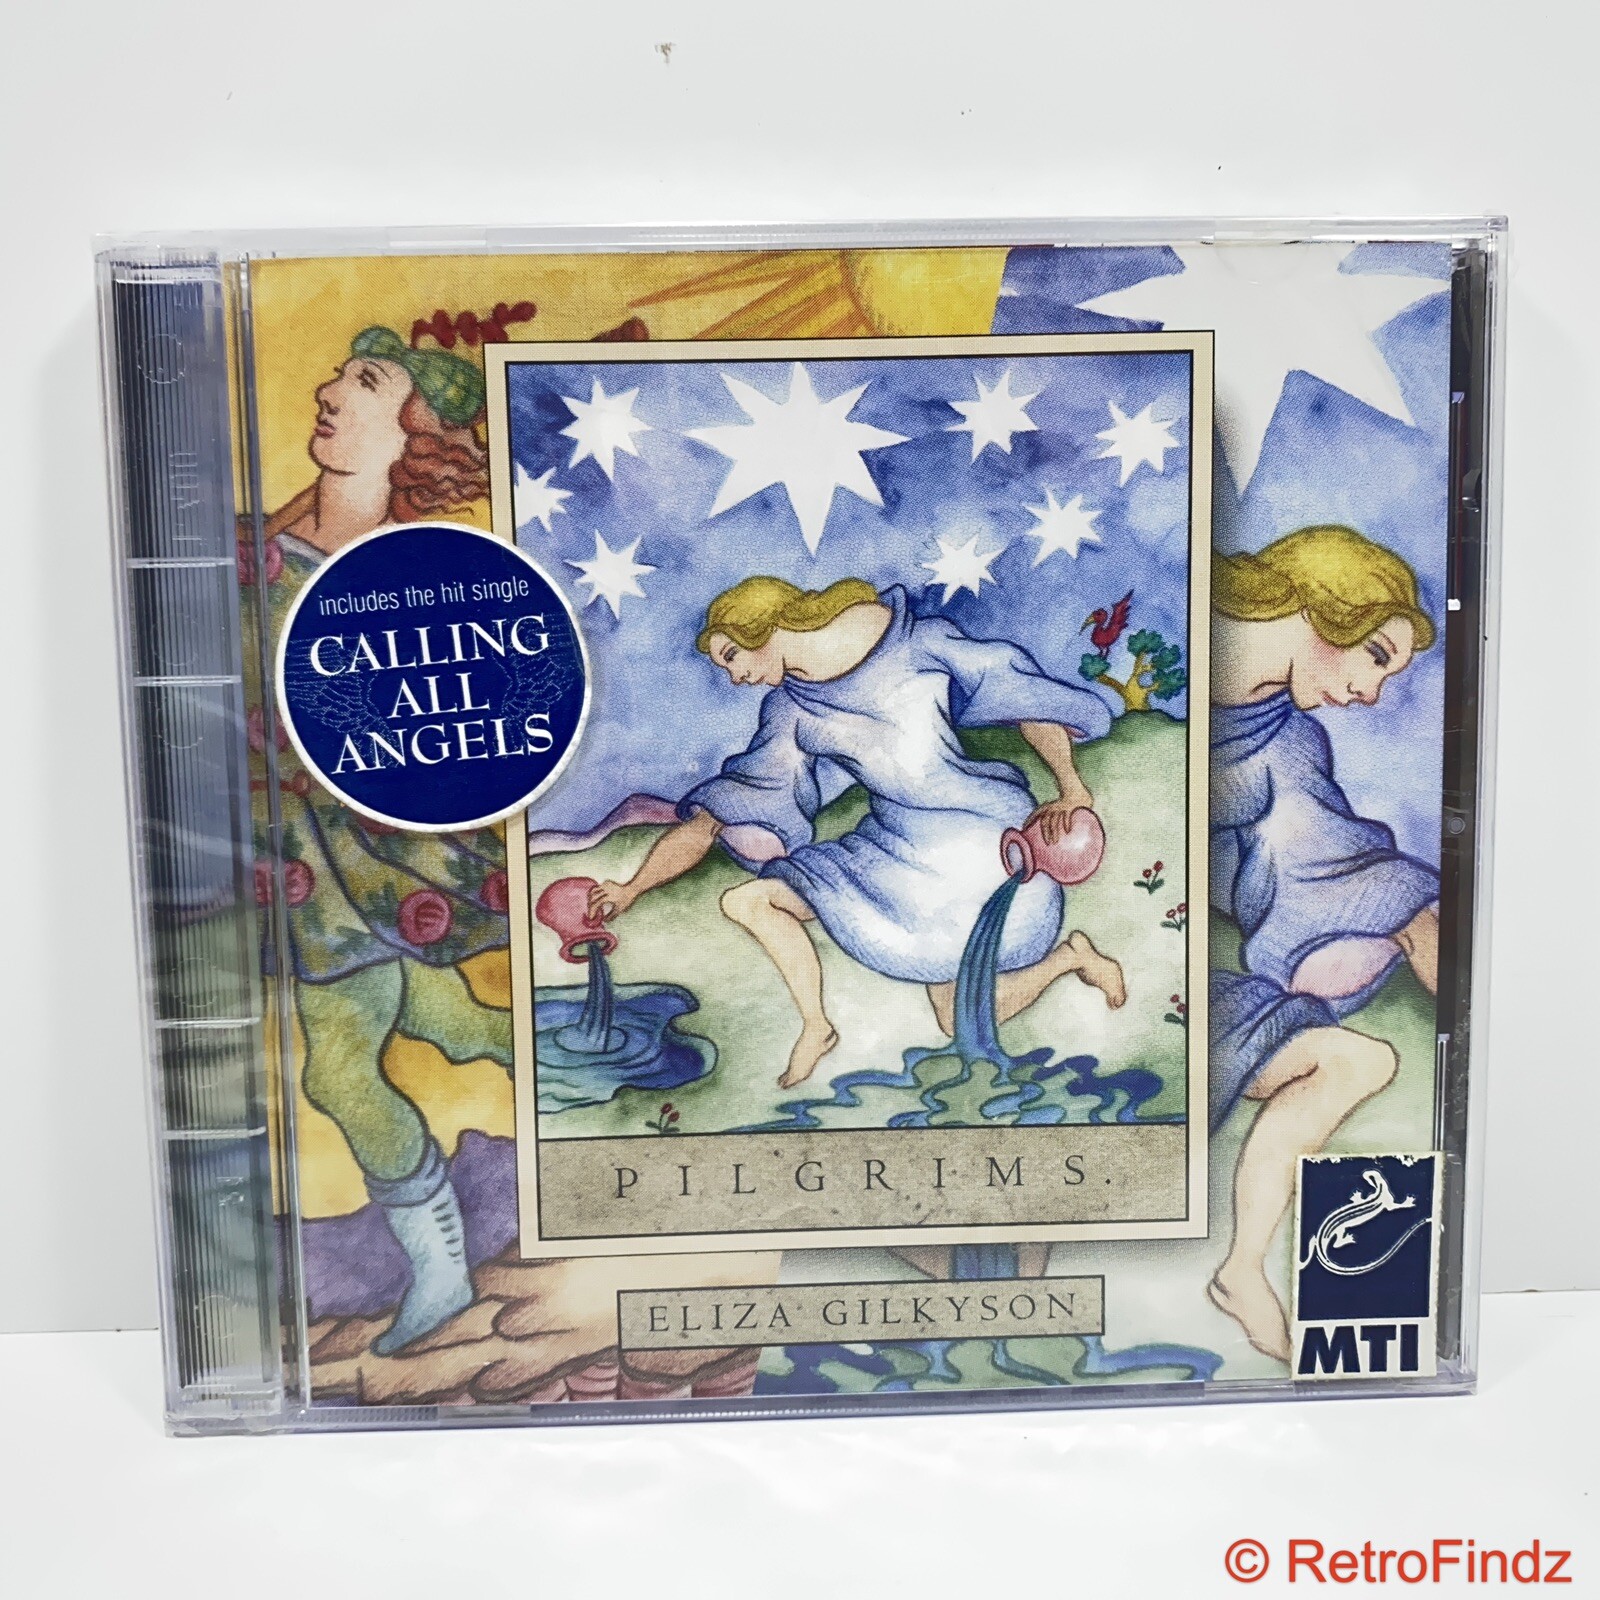 includes the hit single
CALLING
ALL
ANGELS
PILGRIMS.
ELIZA GILKYSON
MTI
© RetroFindz